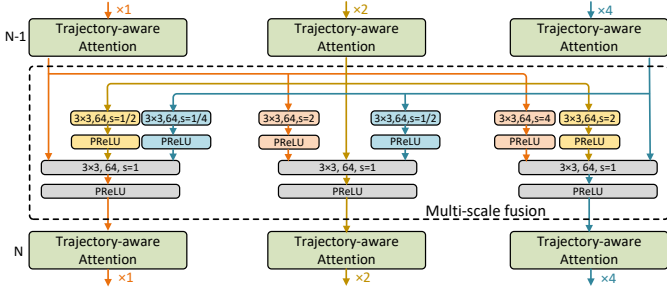 ×1 ×2 ×4
N-1 Trajectory-aware Attention Trajectory-aware Attention Trajectory-aware Attention
3×3,64,s=1/2 3×3,64,s=1/4 3×3,64,s=2 3×3,64,s=1/2 3×3,64,s=4 3×3,64,s=2
PReLU PReLU PReLU PReLU PReLU PReLU
3×3, 64, s=1 3×3, 64, s=1 3×3, 64, s=1
PReLU PReLU PReLU
Multi-scale fusion
N Trajectory-aware Attention Trajectory-aware Attention Trajectory-aware Attention
×1 ×2 ×4